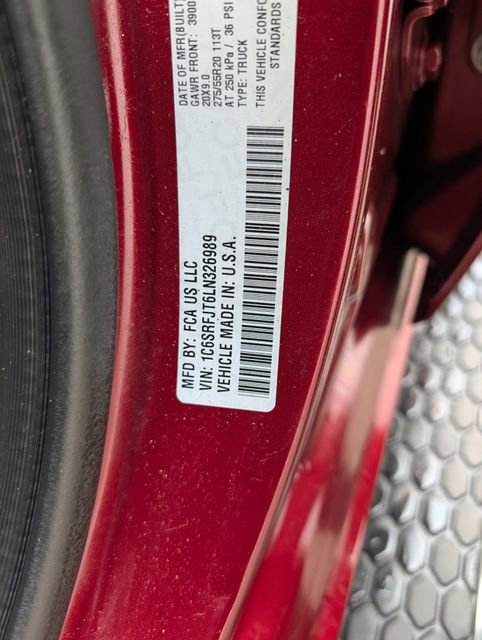 MFD BY: FCA US LLC
VIN: 1C6SRFJT6LN326989
VEHICLE MADE IN: U.S.A.
DATE OF MFR(BUILT
GAWR FRONT: 3900
20X9.0
275/55R20 113T
AT 250 kPa / 36 PSI
TYPE: TRUCK
THIS VEHICLE CONFO
STANDARDS